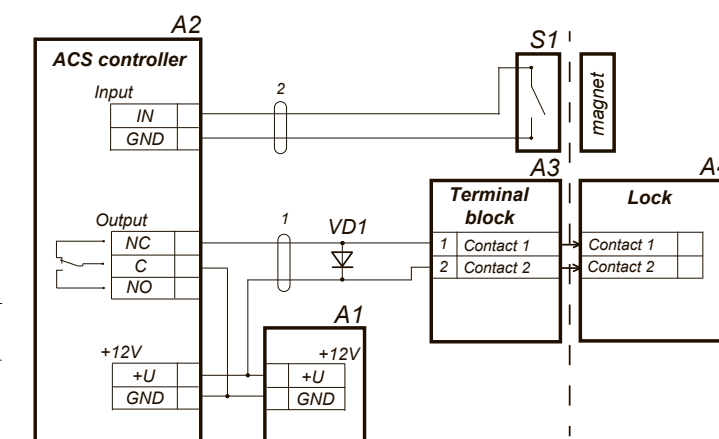 A2
ACS controller
Input
IN
GND
2
S1
magnet
A3
Terminal
block
1 Contact 1
2 Contact 2
A4
Lock
Contact 1
Contact 2
Output
NC
C
NO
1
VD1
+12V
+U
GND
A1
+12V
+U
GND